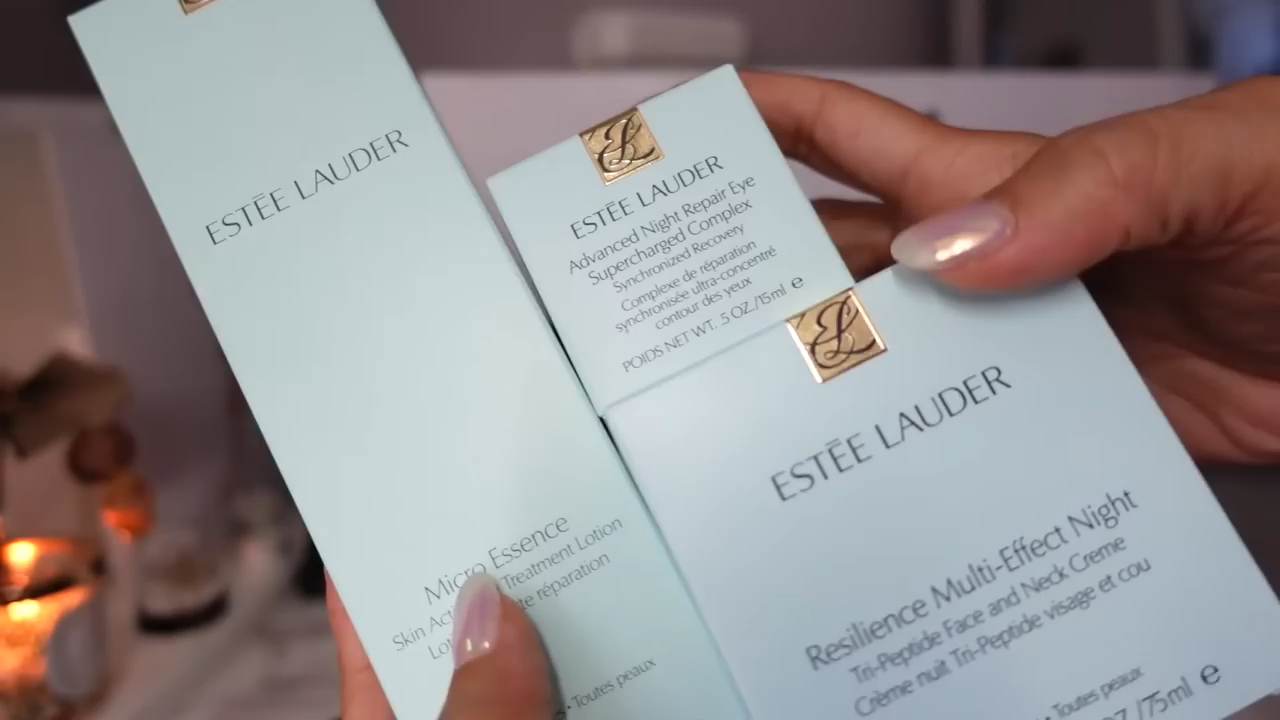 ESTĒE LAUDER
Micro Essence
Skin Treatment Lotion
réparation
• Toutes peaux
EL
ESTĒE LAUDER
Advanced Night Repair Eye
Supercharged Complex
Synchronized Recovery
Complexe de réparation
synchronisée ultra-concentré
contour des yeux
POIDS NET WT. .5 OZ./15ml e
EL
ESTĒE LAUDER
Resilience Multi-Effect Night
Tri-Peptide Face and Neck Creme
Crème nuit Tri-Peptide visage et cou
• Toutes peaux
OZ./75ml e